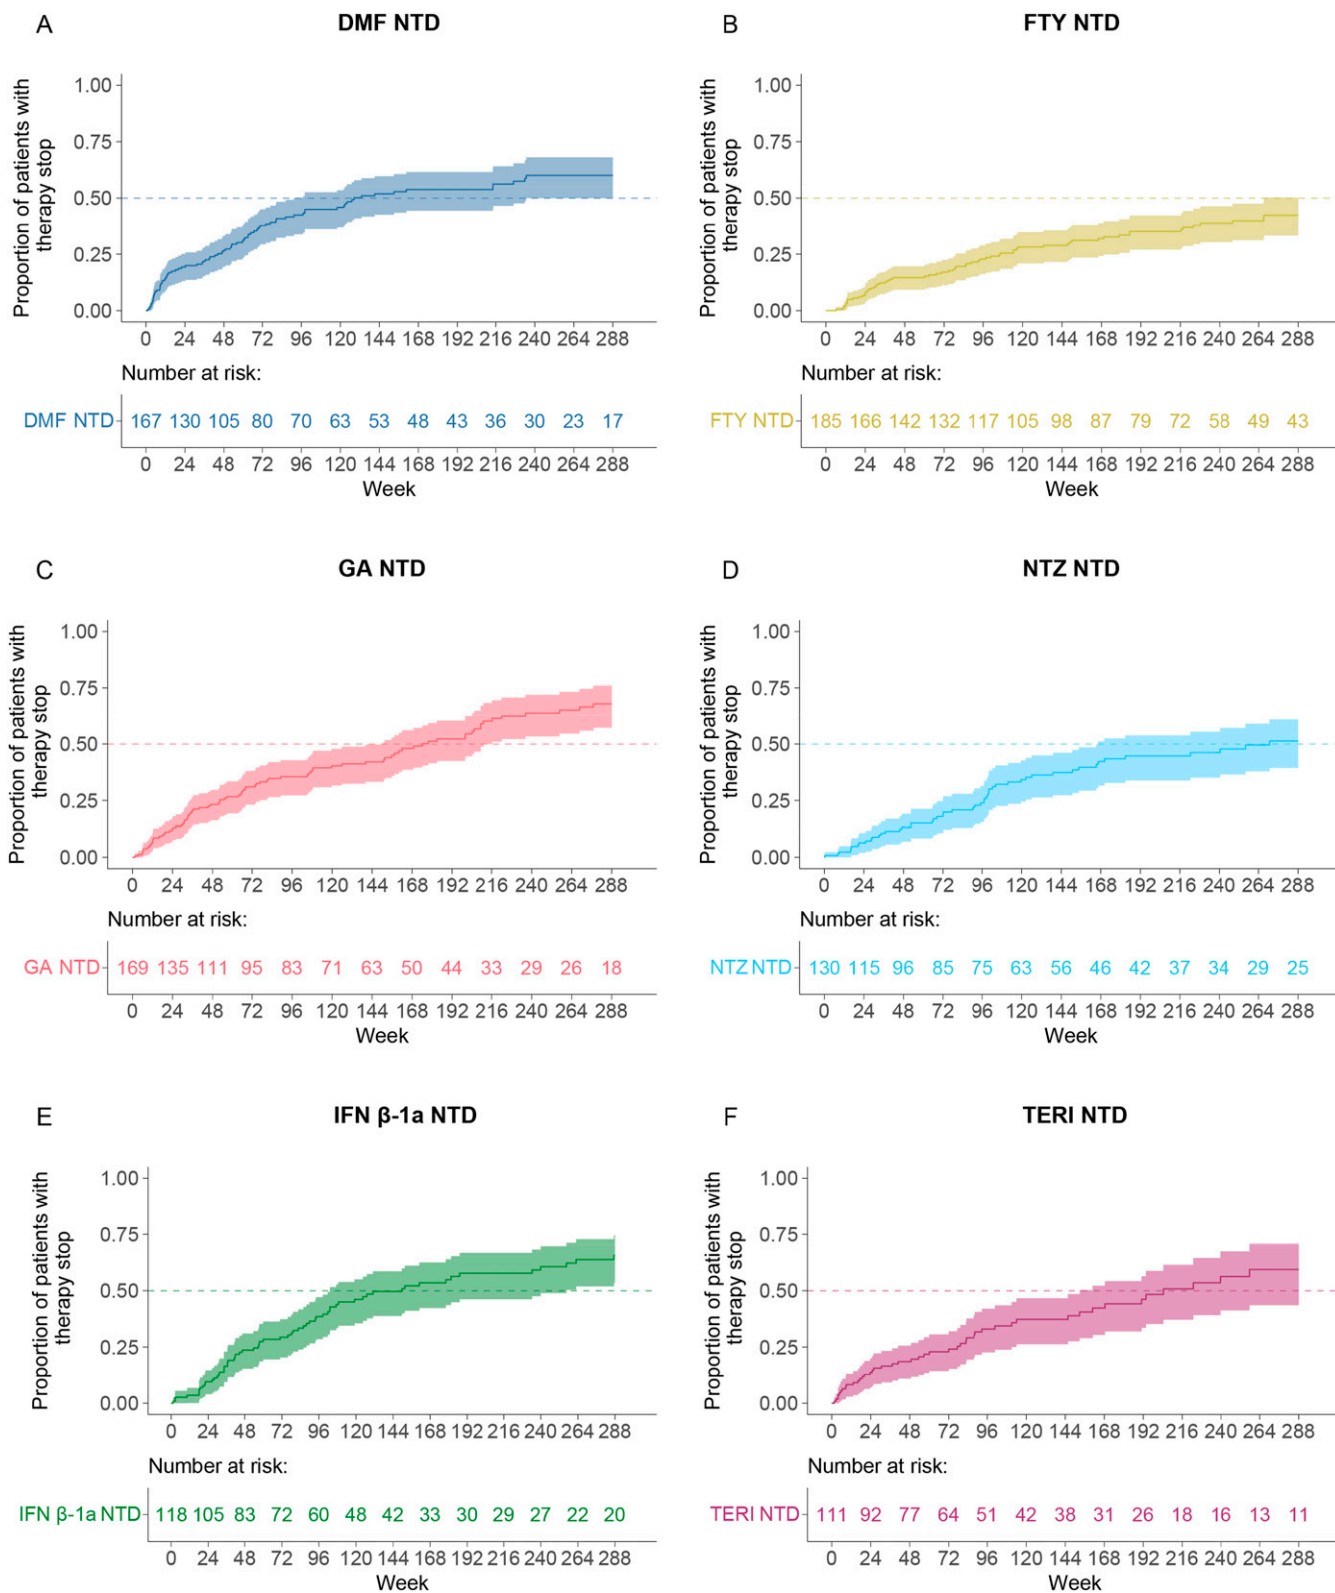 A
DMF NTD
Proportion of patients with
therapy stop
1.00
0.75
0.50
0.25
0.00
0 24 48 72 96 120 144 168 192 216 240 264 288
Number at risk:
DMF NTD 167 130 105 80 70 63 53 48 43 36 30 23 17
0 24 48 72 96 120 144 168 192 216 240 264 288
Week
B
FTY NTD
Proportion of patients with
therapy stop
1.00
0.75
0.50
0.25
0.00
0 24 48 72 96 120 144 168 192 216 240 264 288
Number at risk:
FTY NTD 185 166 142 132 117 105 98 87 79 72 58 49 43
0 24 48 72 96 120 144 168 192 216 240 264 288
Week
C
GA NTD
Proportion of patients with
therapy stop
1.00
0.75
0.50
0.25
0.00
0 24 48 72 96 120 144 168 192 216 240 264 288
Number at risk:
GA NTD 169 135 111 95 83 71 63 50 44 33 29 26 18
0 24 48 72 96 120 144 168 192 216 240 264 288
Week
D
NTZ NTD
Proportion of patients with
therapy stop
1.00
0.75
0.50
0.25
0.00
0 24 48 72 96 120 144 168 192 216 240 264 288
Number at risk:
NTZ NTD 130 115 96 85 75 63 56 46 42 37 34 29 25
0 24 48 72 96 120 144 168 192 216 240 264 288
Week
E
IFN β-1a NTD
Proportion of patients with
therapy stop
1.00
0.75
0.50
0.25
0.00
0 24 48 72 96 120 144 168 192 216 240 264 288
Number at risk:
IFN β-1a NTD 118 105 83 72 60 48 42 33 30 29 27 22 20
0 24 48 72 96 120 144 168 192 216 240 264 288
Week
F
TERI NTD
Proportion of patients with
therapy stop
1.00
0.75
0.50
0.25
0.00
0 24 48 72 96 120 144 168 192 216 240 264 288
Number at risk:
TERI NTD 111 92 77 64 51 42 38 31 26 18 16 13 11
0 24 48 72 96 120 144 168 192 216 240 264 288
Week